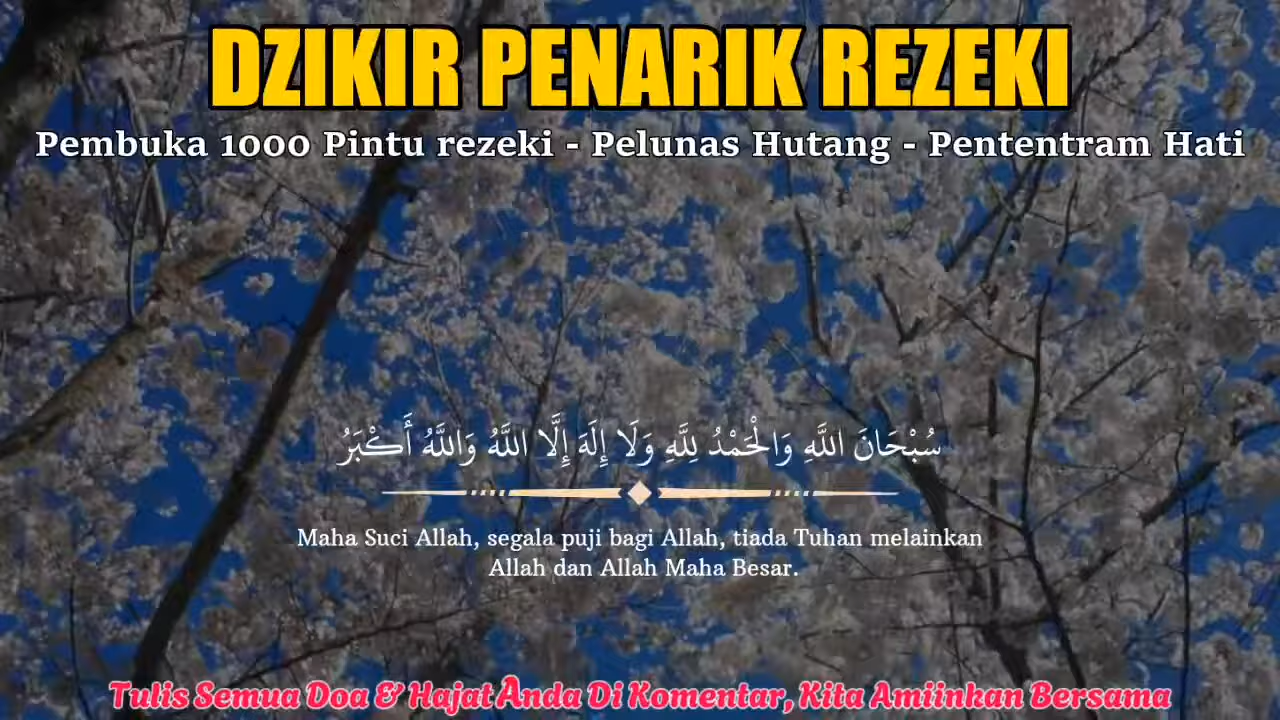 DZIKIR PENARIK REZEKI
Pembuka 1000 Pintu rezeki - Pelunas Hutang - Pententram Hati
سُبْحَانَ اللَّهِ وَالْحَمْدُ لِلَّهِ وَلَا إِلَهَ إِلَّا اللَّهُ وَاللَّهُ أَكْبَرُ
Maha Suci Allah, segala puji bagi Allah, tiada Tuhan melainkan
Allah dan Allah Maha Besar.
Tulis Semua Doa & Hajat Anda Di Komentar, Kita Amiinkan Bersama